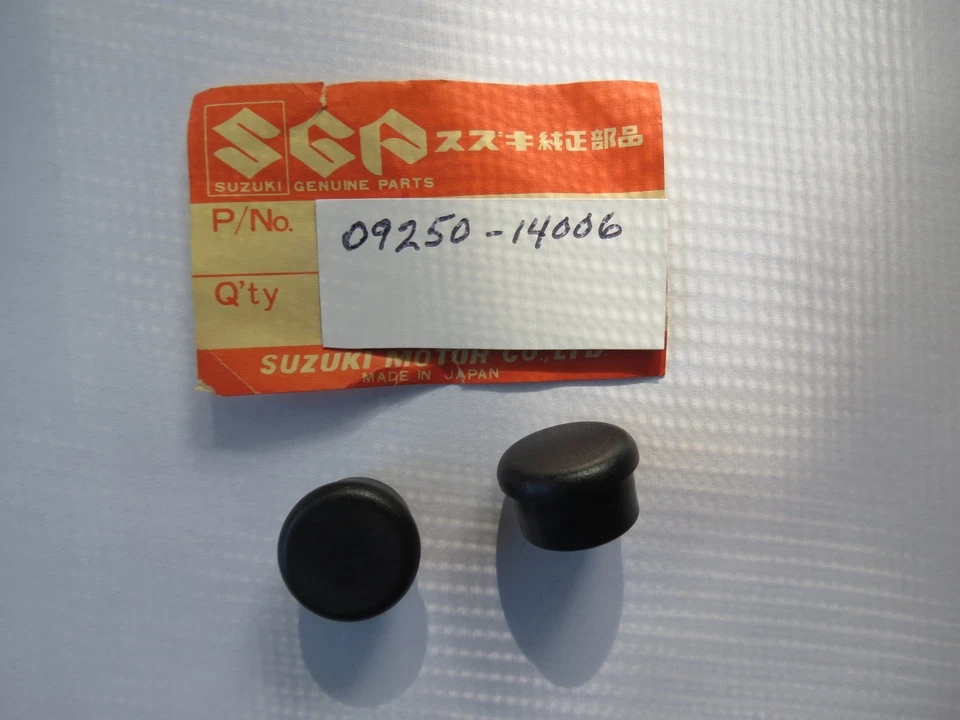 SGP スズキ純正部品
SUZUKI GENUINE PARTS
P/No.
09250-14006
Q'ty
SUZUKI MOTOR CO., LTD.
MADE IN JAPAN